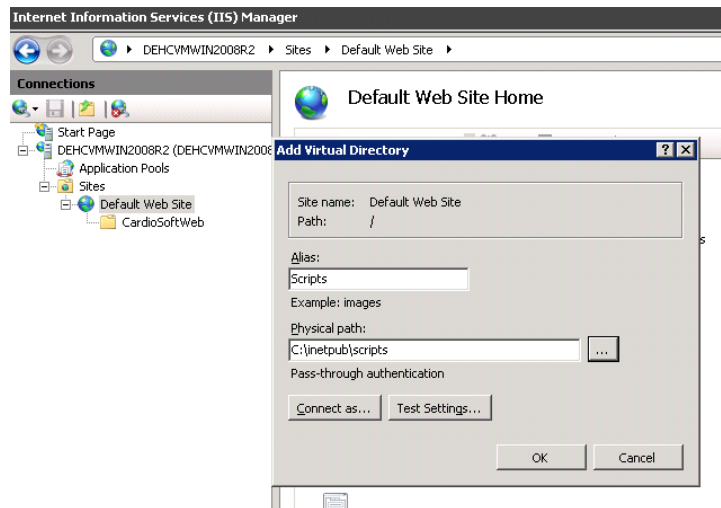 Internet Information Services (IIS) Manager
DEHCVMWIN2008R2 Sites Default Web Site
Connections
Default Web Site Home
Start Page
DEHCVMWIN2008R2 (DEHCVMWIN2008
Application Pools
Sites
Default Web Site
CardioSoftWeb
Add Virtual Directory
Site name: Default Web Site
Path: /
Alias:
Scripts
Example: images
Physical path:
C:\inetpub\scripts
...
Pass-through authentication
Connect as... Test Settings...
OK Cancel
s